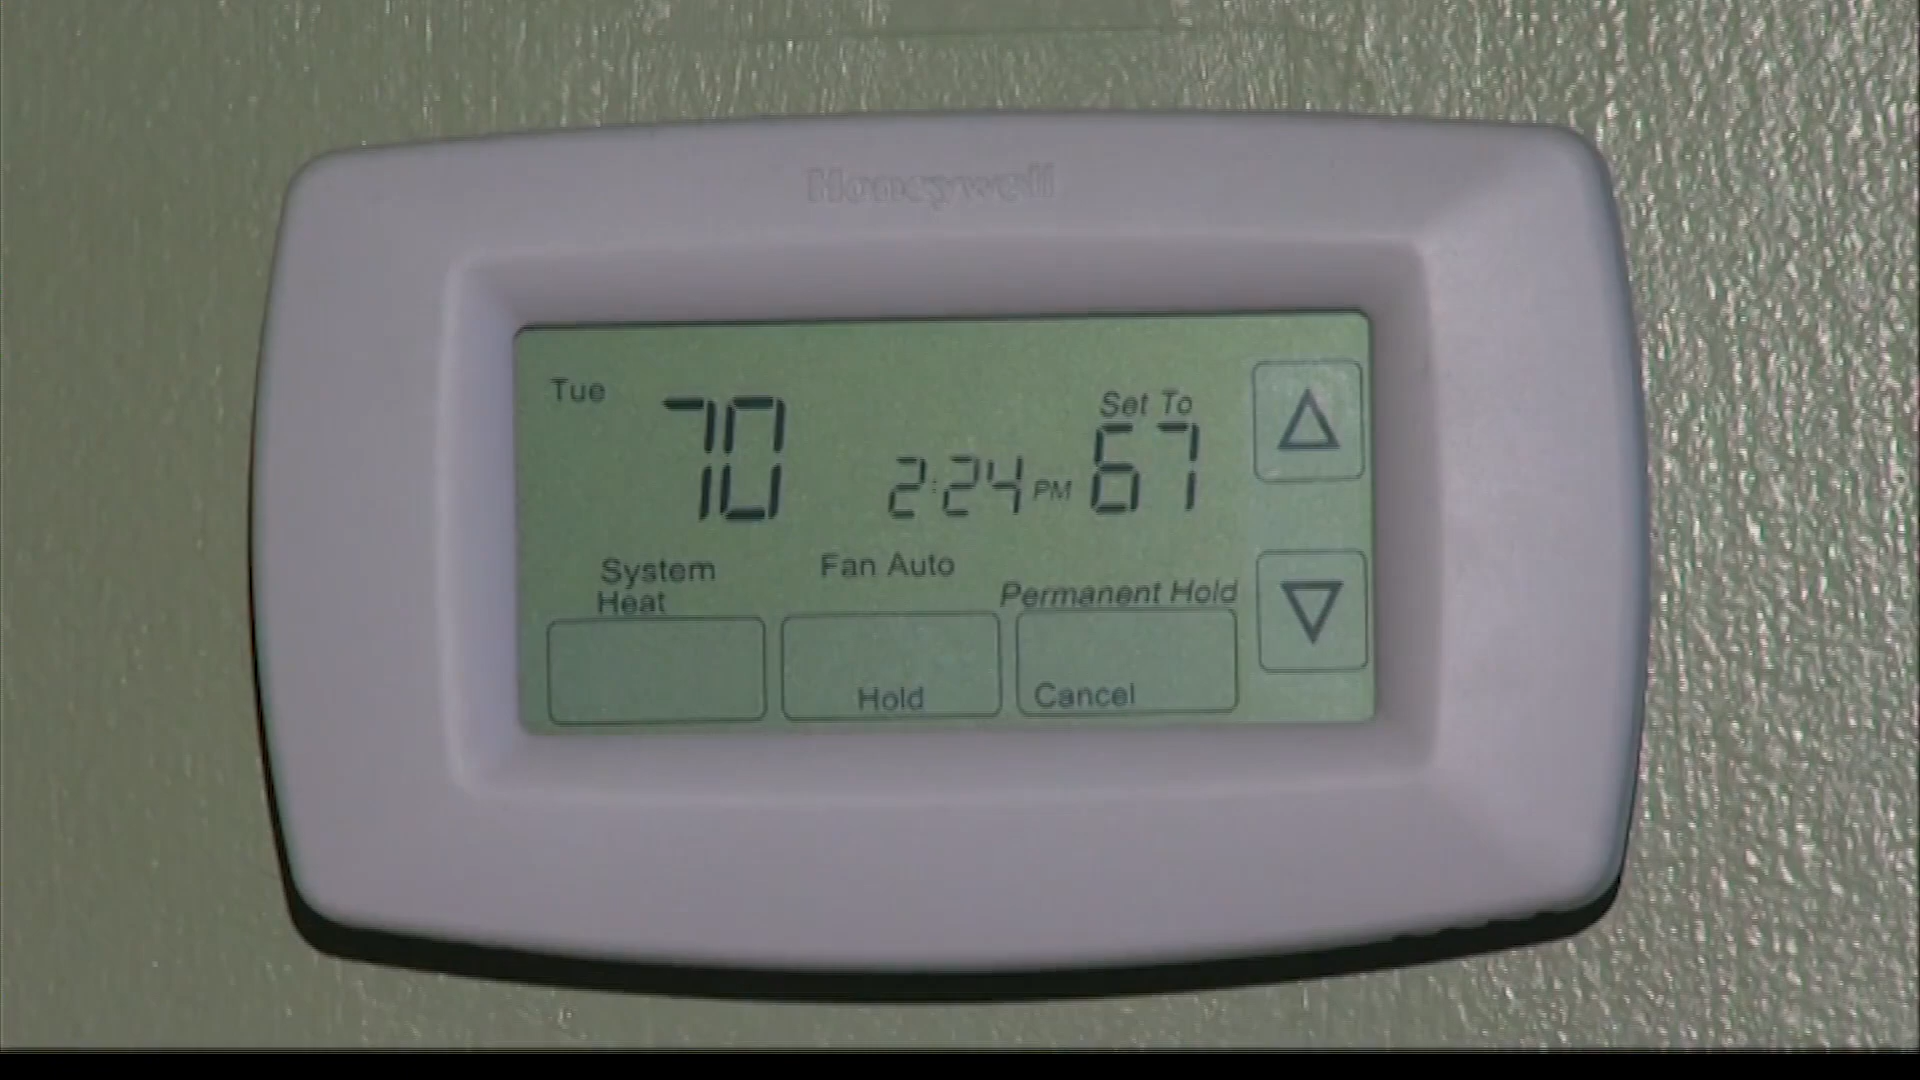 Honeywell
Tue
70
2:24 PM
Set To
67
System
Heat
Fan Auto
Permanent Hold
Hold
Cancel